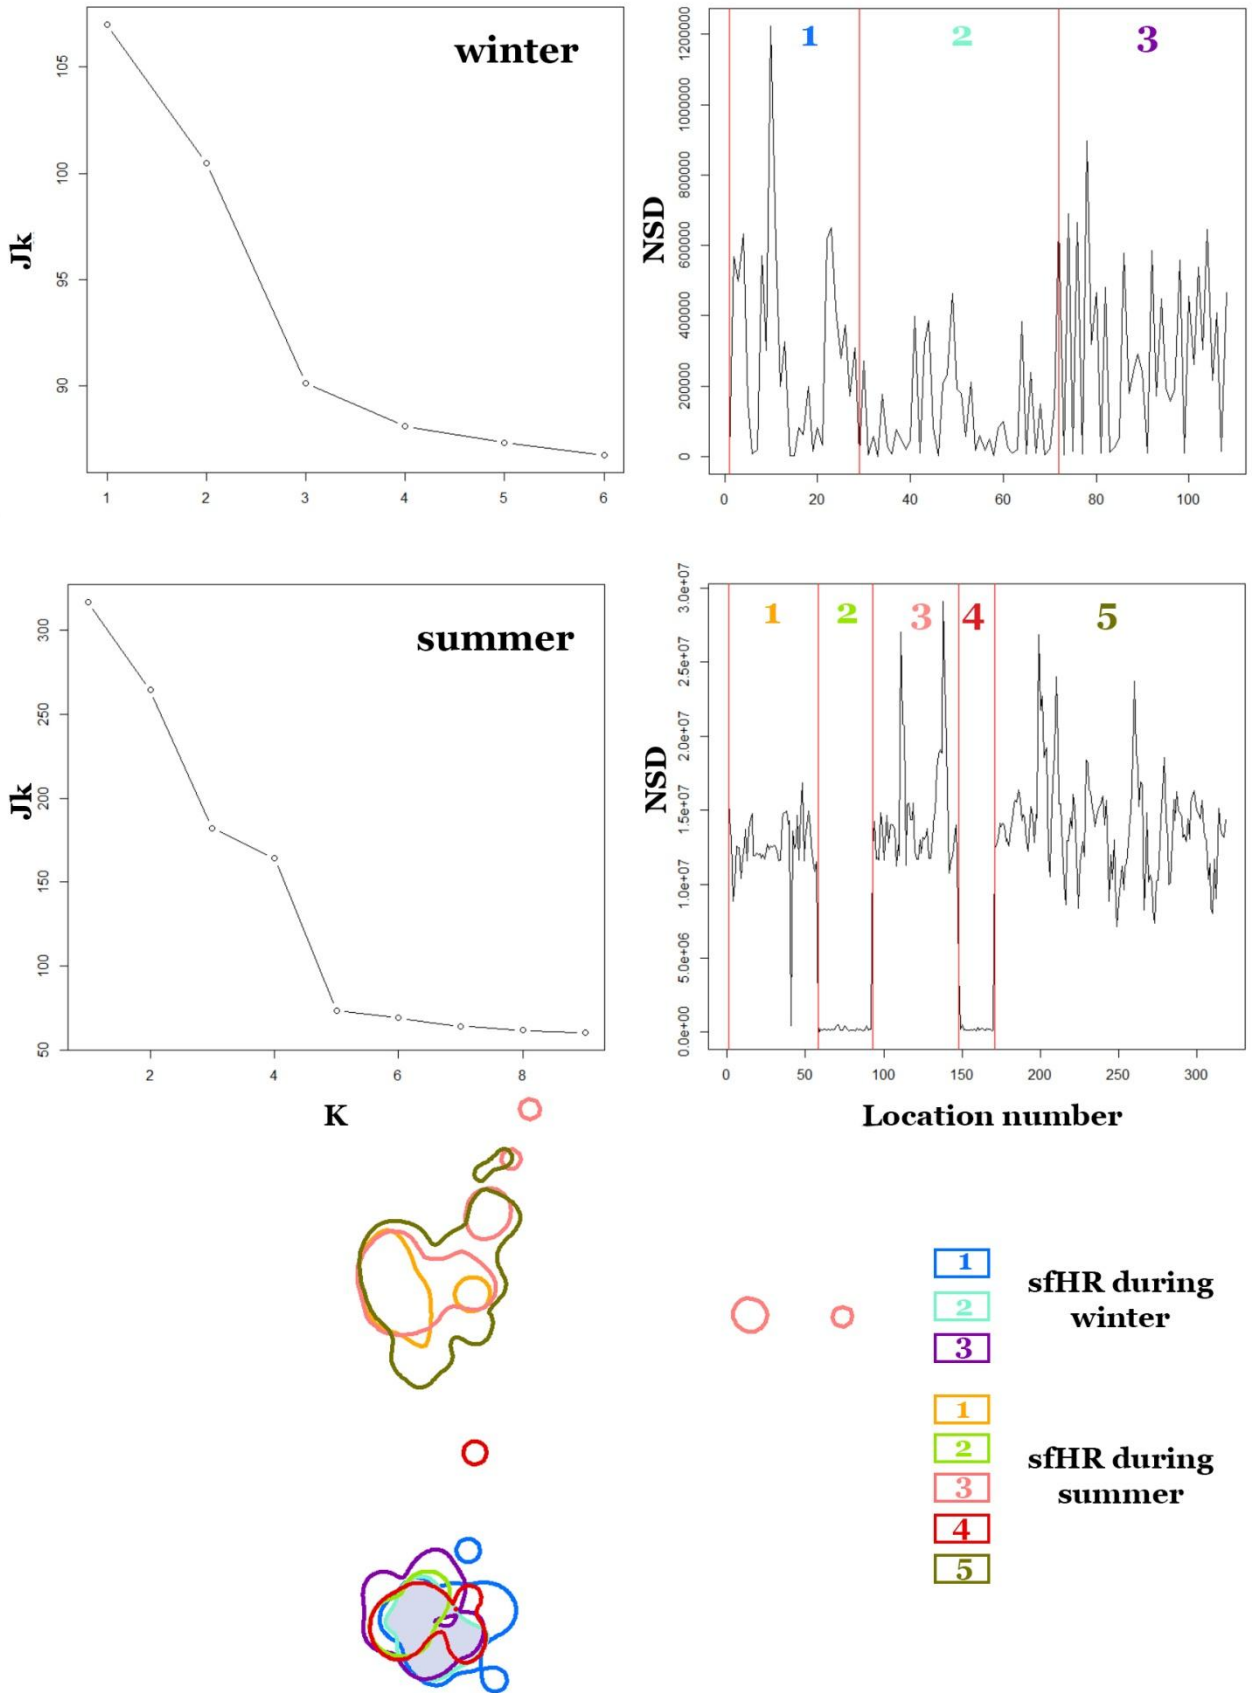 winter
Jk
105
100
95
90
1 2 3 4 5 6
1 2 3
NSD
1200000
1000000
800000
600000
400000
200000
0
0 20 40 60 80 100
summer
Jk
300
250
200
150
100
50
2 4 6 8
K
1 2 3 4 5
NSD
3.0e+07
2.5e+07
2.0e+07
1.5e+07
1.0e+07
5.0e+06
0.0e+00
0 50 100 150 200 250 300
Location number
1
2
3
sfHR during
winter
1
2
3
4
5
sfHR during
summer